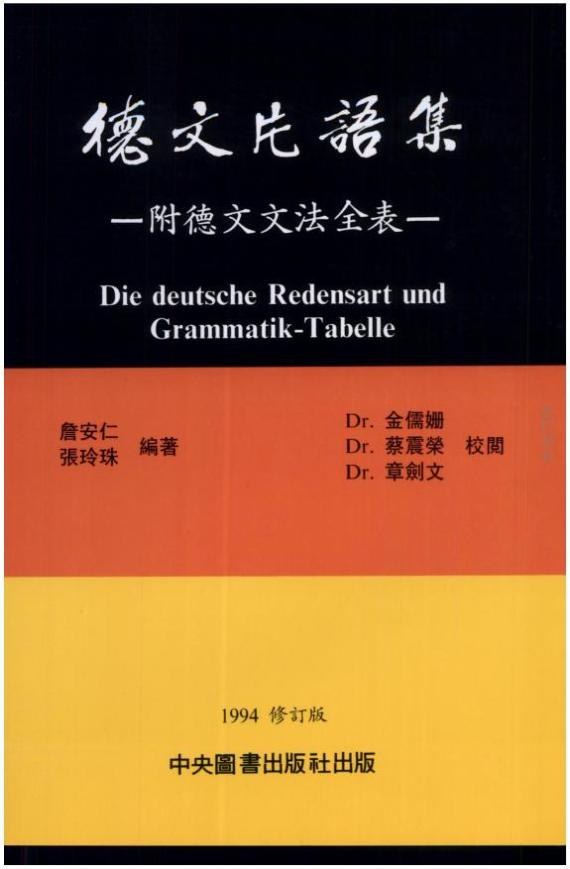 德文片語集
—附德文文法全表—
Die deutsche Redensart und
Grammatik-Tabelle
詹安仁
張玲珠
編著
Dr. 金儒姍
Dr. 蔡震榮 校閱
Dr. 章劍文
1994 修訂版
中央圖書出版社出版